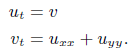 u_t = v
v_t = u_{xx} + u_{yy}.